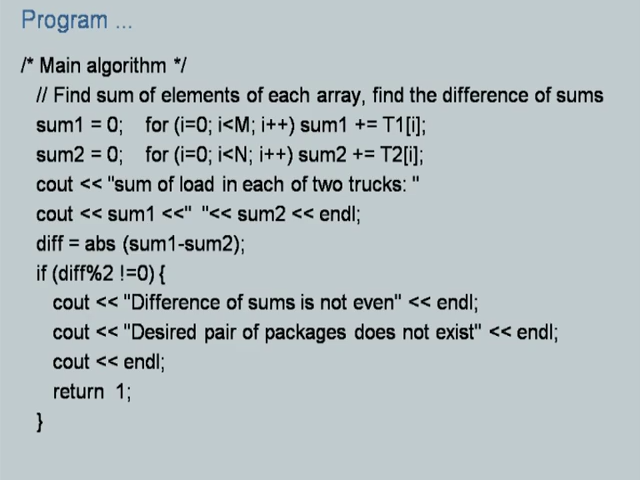 Program ...
/* Main algorithm */
// Find sum of elements of each array, find the difference of sums
sum1 = 0; for (i=0; i<M; i++) sum1 += T1[i];
sum2 = 0; for (i=0; i<N; i++) sum2 += T2[i];
cout << "sum of load in each of two trucks: "
cout << sum1 <<" "<< sum2 << endl;
diff = abs (sum1-sum2);
if (diff%2 !=0) {
cout << "Difference of sums is not even" << endl;
cout << "Desired pair of packages does not exist" << endl;
cout << endl;
return 1;
}